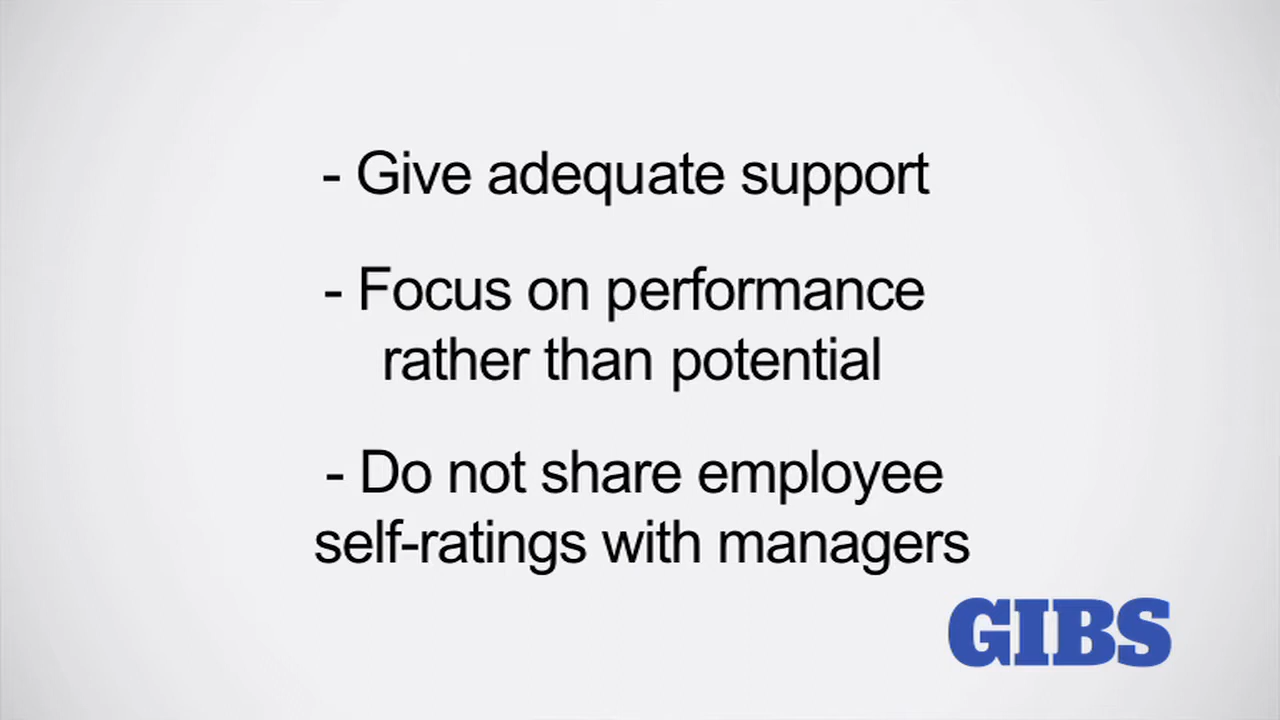 - Give adequate support
- Focus on performance
rather than potential
- Do not share employee
self-ratings with managers
GIBS